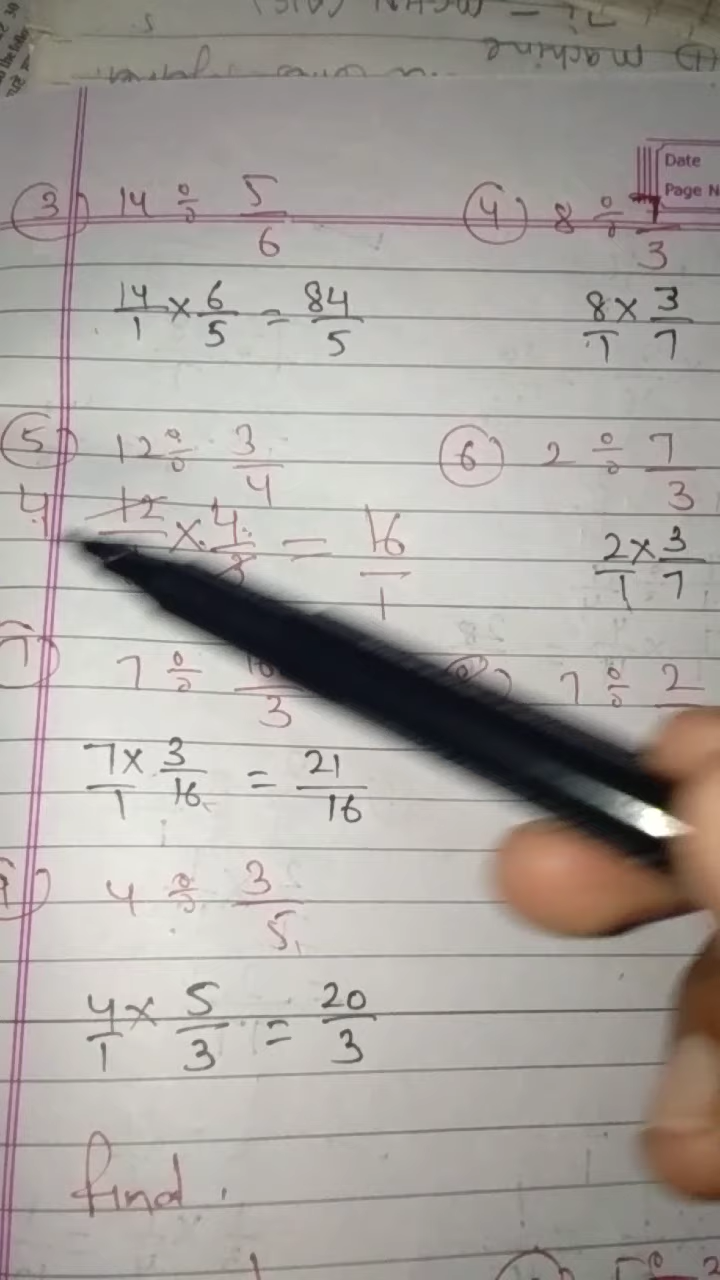 Date
Page N
③ 14 ÷ 5/6
14/1 × 6/5 = 84/5
④ 8 ÷ 7/3
8/1 × 3/7
⑤ 12 ÷ 3/4
4 12/1 × 4/3 = 16/1
⑥ 2 ÷ 7/3
2/1 × 3/7
7 ÷ 16/3
7/1 × 3/16 = 21/16
7 ÷ 2
4 ÷ 3/5
4/1 × 5/3 = 20/3
find.
machine